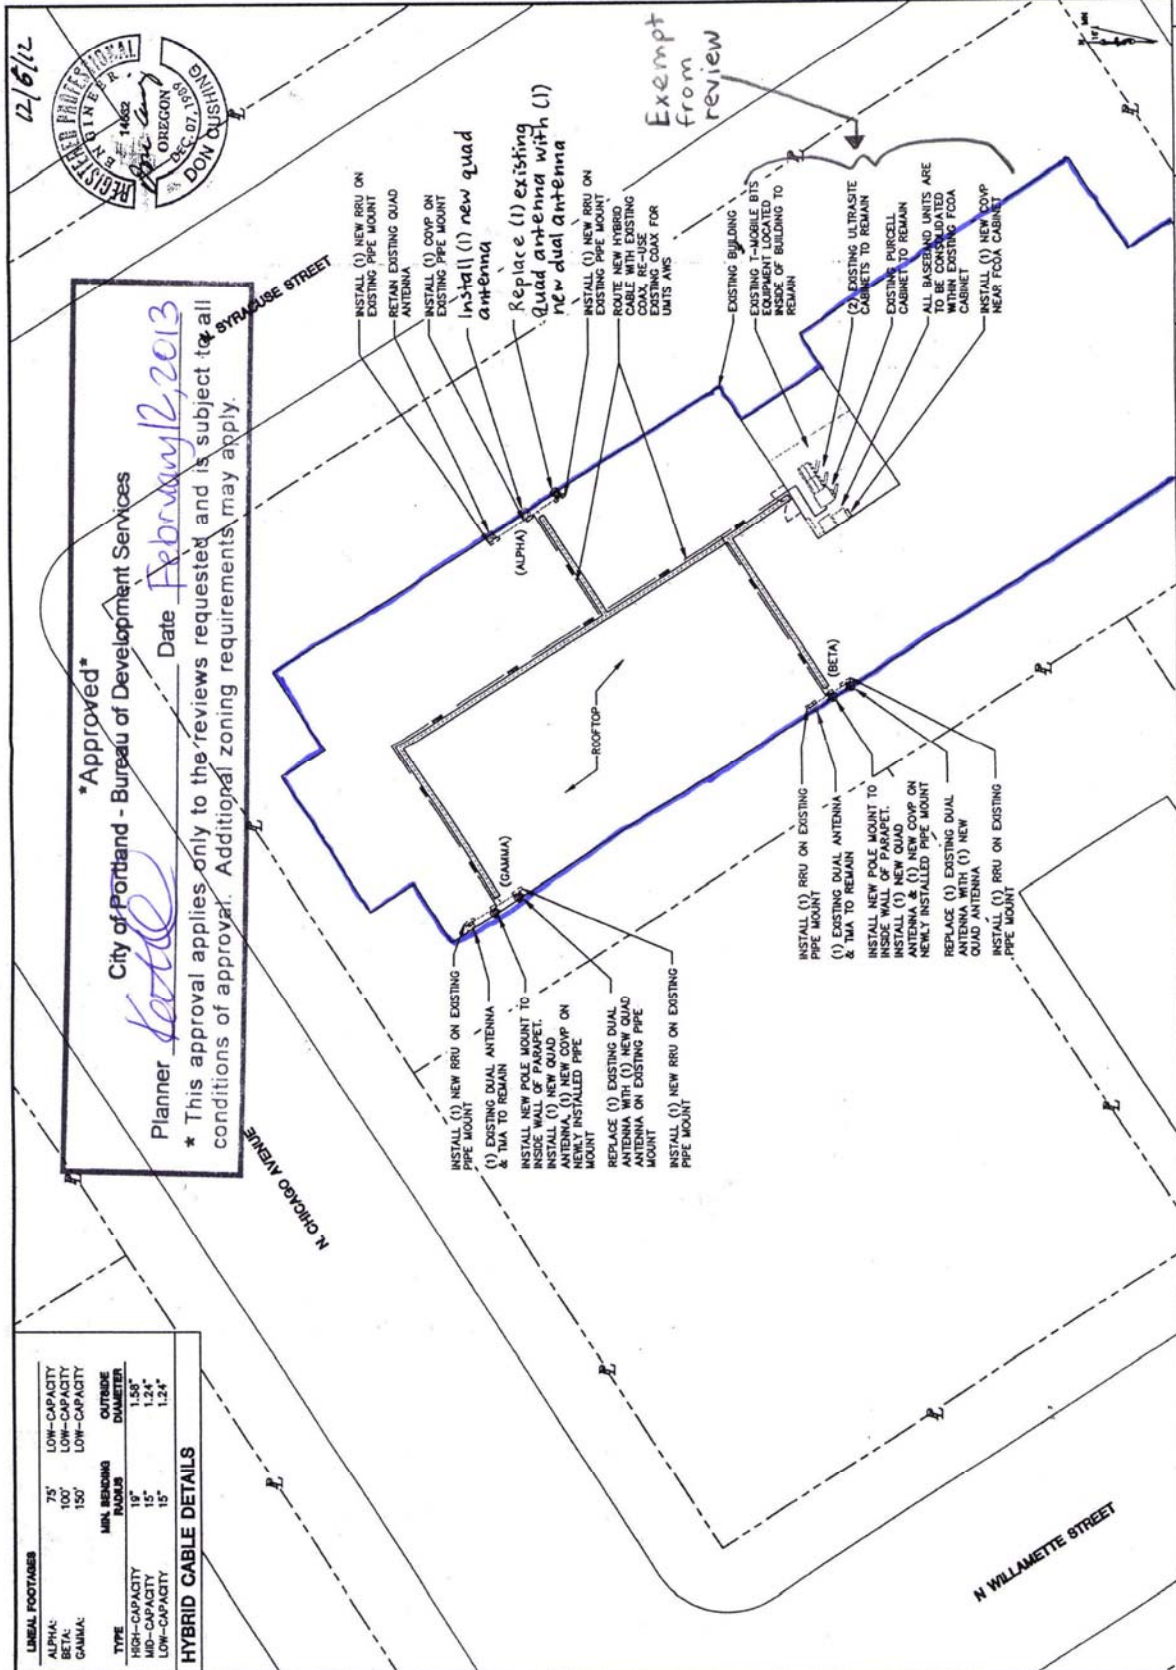 LINEAL FOOTAGES
ALPHA: 75' LOW-CAPACITY
BETA: 100' LOW-CAPACITY
GAMMA: 150' LOW-CAPACITY
TYPE MIN. BENDING RADIUS OUTSIDE DIAMETER
HIGH-CAPACITY 19" 1.58"
MID-CAPACITY 15" 1.24"
LOW-CAPACITY 15" 1.24"
HYBRID CABLE DETAILS
*Approved*
City of Portland - Bureau of Development Services
Planner
Date February 12, 2013
* This approval applies only to the reviews requested and is subject to all
conditions of approval. Additional zoning requirements may apply.
12/6/12
REGISTERED PROFESSIONAL
ENGINEER
14652
OREGON
DEC. 07, 1989
DON CUSHING
N. CHICAGO AVENUE
SYRACUSE STREET
N WILLAMETTE STREET
INSTALL (1) NEW RRU ON
EXISTING PIPE MOUNT
RETAIN EXISTING QUAD
ANTENNA
INSTALL (1) COVP ON
EXISTING PIPE MOUNT
Install (1) new quad
antenna
Replace (1) existing
quad antenna with (1)
new dual antenna
INSTALL (1) NEW RRU ON
EXISTING PIPE MOUNT
ROUTE NEW HYBRID
CABLE WITH EXISTING
COAX, RE-USE
EXISTING COAX FOR
UMTS AWS
EXISTING BUILDING
EXISTING T-MOBILE BTS
EQUIPMENT LOCATED
INSIDE OF BUILDING TO
REMAIN
(2) EXISTING ULTRASITE
CABINETS TO REMAIN
EXISTING PURCELL
CABINET TO REMAIN
ALL BASEBAND UNITS ARE
TO BE CONSOLIDATED
WITHIN EXISTING FCOA
CABINET
INSTALL (1) NEW COVP
NEAR FCOA CABINET
Exempt
from
review
(ALPHA)
(GAMMA)
(BETA)
ROOFTOP
INSTALL (1) NEW RRU ON EXISTING
PIPE MOUNT
(1) EXISTING DUAL ANTENNA
& TMA TO REMAIN
INSTALL NEW POLE MOUNT TO
INSIDE WALL OF PARAPET.
INSTALL (1) NEW QUAD
ANTENNA, (1) NEW COVP ON
NEWLY INSTALLED PIPE
MOUNT
REPLACE (1) EXISTING DUAL
ANTENNA WITH (1) NEW QUAD
ANTENNA ON EXISTING PIPE
MOUNT
INSTALL (1) NEW RRU ON EXISTING
PIPE MOUNT
INSTALL (1) RRU ON EXISTING
PIPE MOUNT
(1) EXISTING DUAL ANTENNA
& TMA TO REMAIN
INSTALL NEW POLE MOUNT TO
INSIDE WALL OF PARAPET.
INSTALL (1) NEW QUAD
ANTENNA & (1) NEW COVP ON
NEWLY INSTALLED PIPE MOUNT
REPLACE (1) EXISTING DUAL
ANTENNA WITH (1) NEW
QUAD ANTENNA
INSTALL (1) RRU ON EXISTING
PIPE MOUNT